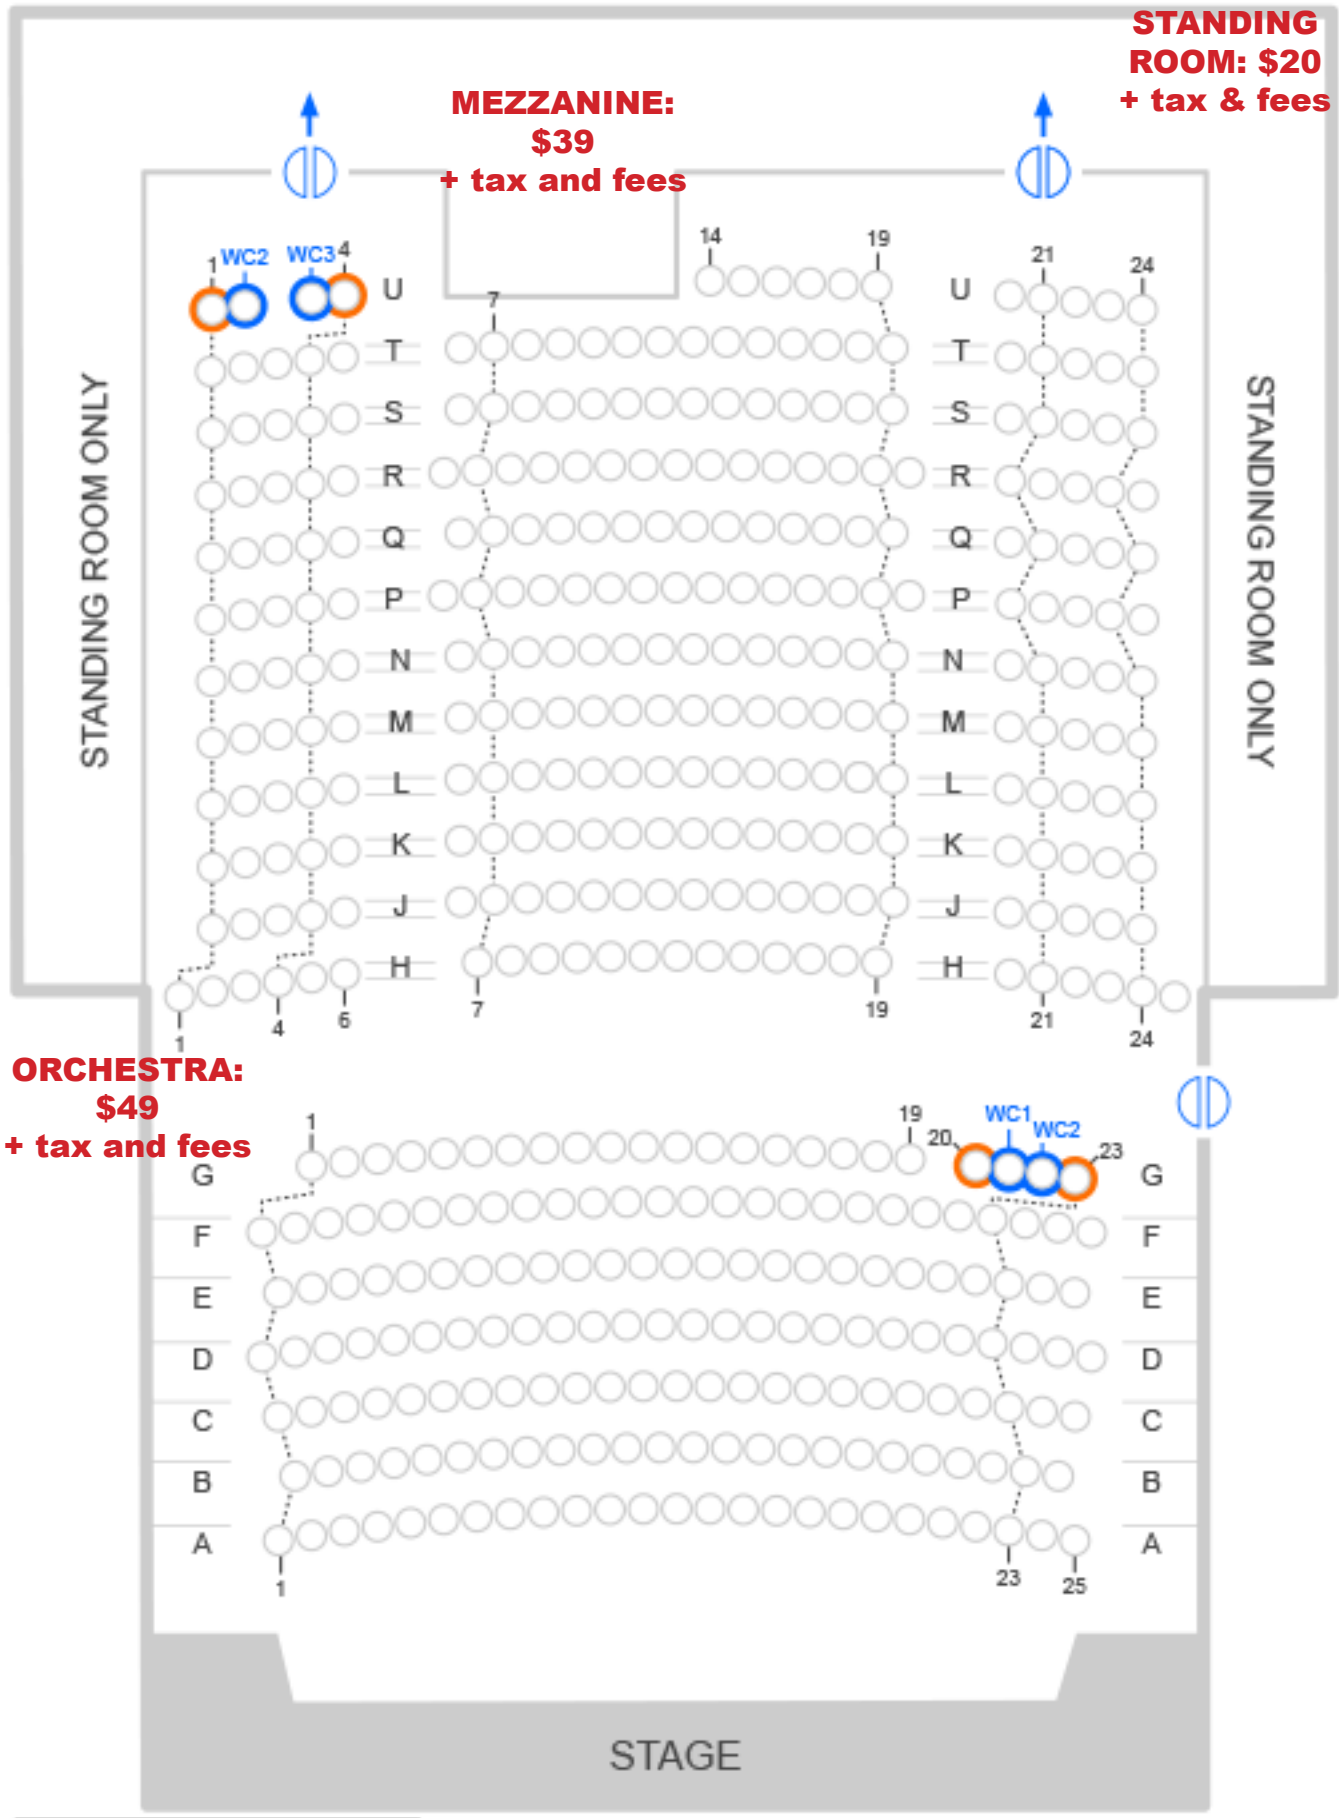 STANDING
ROOM: $20
+ tax & fees
MEZZANINE:
$39
+ tax and fees
14
19
21
24
1
WC2
WC3
4
U
U
7
T
T
S
S
R
R
Q
Q
P
P
N
N
M
M
L
L
K
K
J
J
H
H
STANDING ROOM ONLY
STANDING ROOM ONLY
1
4
6
7
19
21
24
ORCHESTRA:
$49
+ tax and fees
1
19
20
WC1
WC2
23
G
G
F
F
E
E
D
D
C
C
B
B
A
A
1
23
25
STAGE